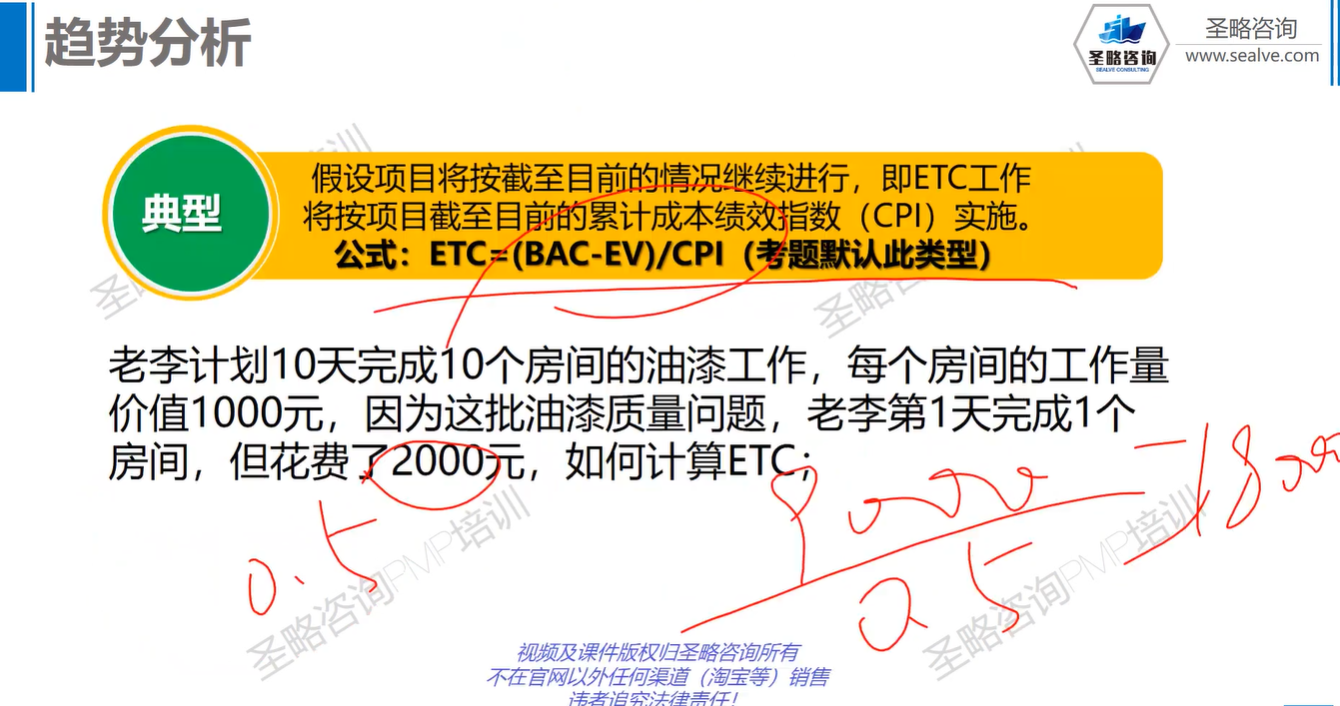 趋势分析
圣略咨询
SEALVE CONSULTING
圣略咨询
www.sealve.com
典型
假设项目将按截至目前的情况继续进行，即ETC工作
将按项目截至目前的累计成本绩效指数（CPI）实施。
公式：ETC=(BAC-EV)/CPI（考题默认此类型）
老李计划10天完成10个房间的油漆工作，每个房间的工作量
价值1000元，因为这批油漆质量问题，老李第1天完成1个
房间，但花费了2000元，如何计算ETC；
0.5
9000
0.5
圣略咨询PMP培训
圣略咨询PMP培训
视频及课件版权归圣略咨询所有
不在官网以外任何渠道（淘宝等）销售
违者追究法律责任！